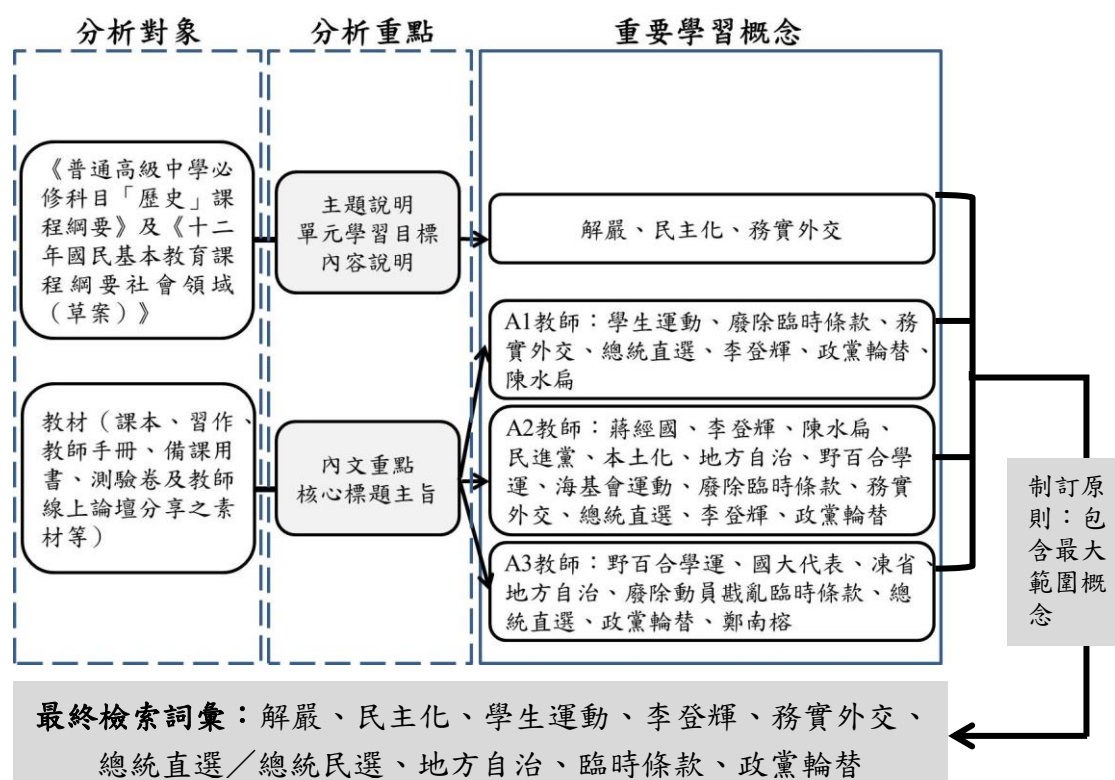 分析對象
分析重點
重要學習概念
《普通高級中學必
修科目「歷史」課
程綱要》及《十二
年國民基本教育課
程綱要社會領域
（草案）》
主題說明
單元學習目標
內容說明
解嚴、民主化、務實外交
A1教師：學生運動、廢除臨時條款、務
實外交、總統直選、李登輝、政黨輪替、
陳水扁
教材（課本、習作、
教師手冊、備課用
書、測驗卷及教師
線上論壇分享之素
材等）
內文重點
核心標題主旨
A2教師：蔣經國、李登輝、陳水扁、
民進黨、本土化、地方自治、野百合學
運、海基會運動、廢除臨時條款、務實
外交、總統直選、李登輝、政黨輪替
A3教師：野百合學運、國大代表、凍省、
地方自治、廢除動員戡亂臨時條款、總
統直選、政黨輪替、鄭南榕
制訂原
則：包
含最大
範圍概
念
最終檢索詞彙：解嚴、民主化、學生運動、李登輝、務實外交、
總統直選／總統民選、地方自治、臨時條款、政黨輪替